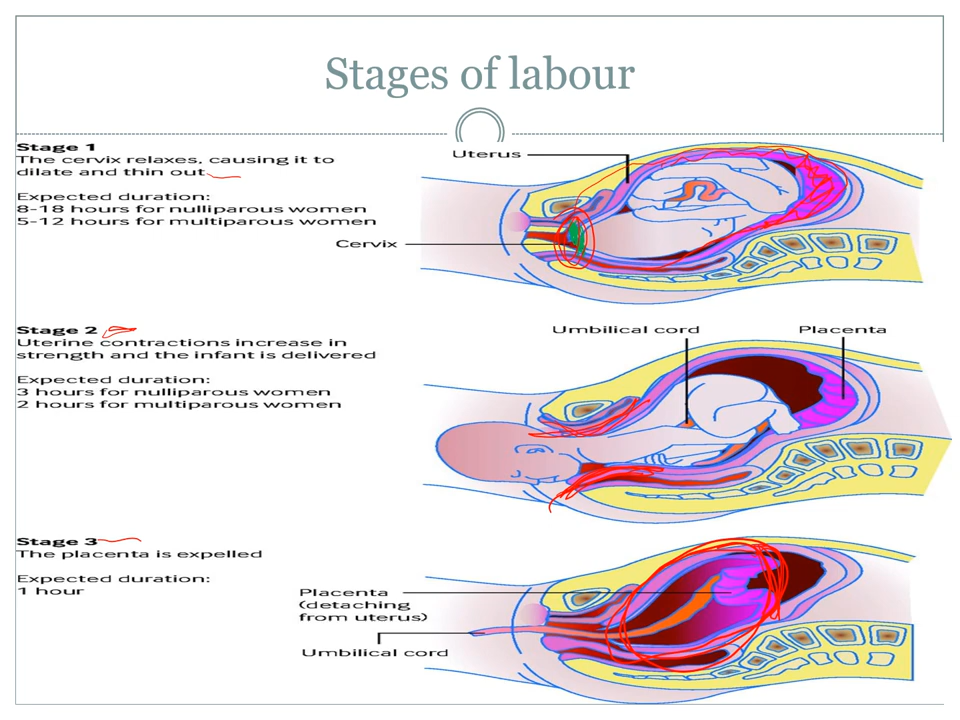 Stages of labour
Stage 1
The cervix relaxes, causing it to
dilate and thin out
Expected duration:
8-18 hours for nulliparous women
5-12 hours for multiparous women
Uterus
Cervix
Stage 2
Uterine contractions increase in
strength and the infant is delivered
Expected duration:
3 hours for nulliparous women
2 hours for multiparous women
Umbilical cord
Placenta
Stage 3
The placenta is expelled
Expected duration:
1 hour
Placenta
(detaching
from uterus)
Umbilical cord